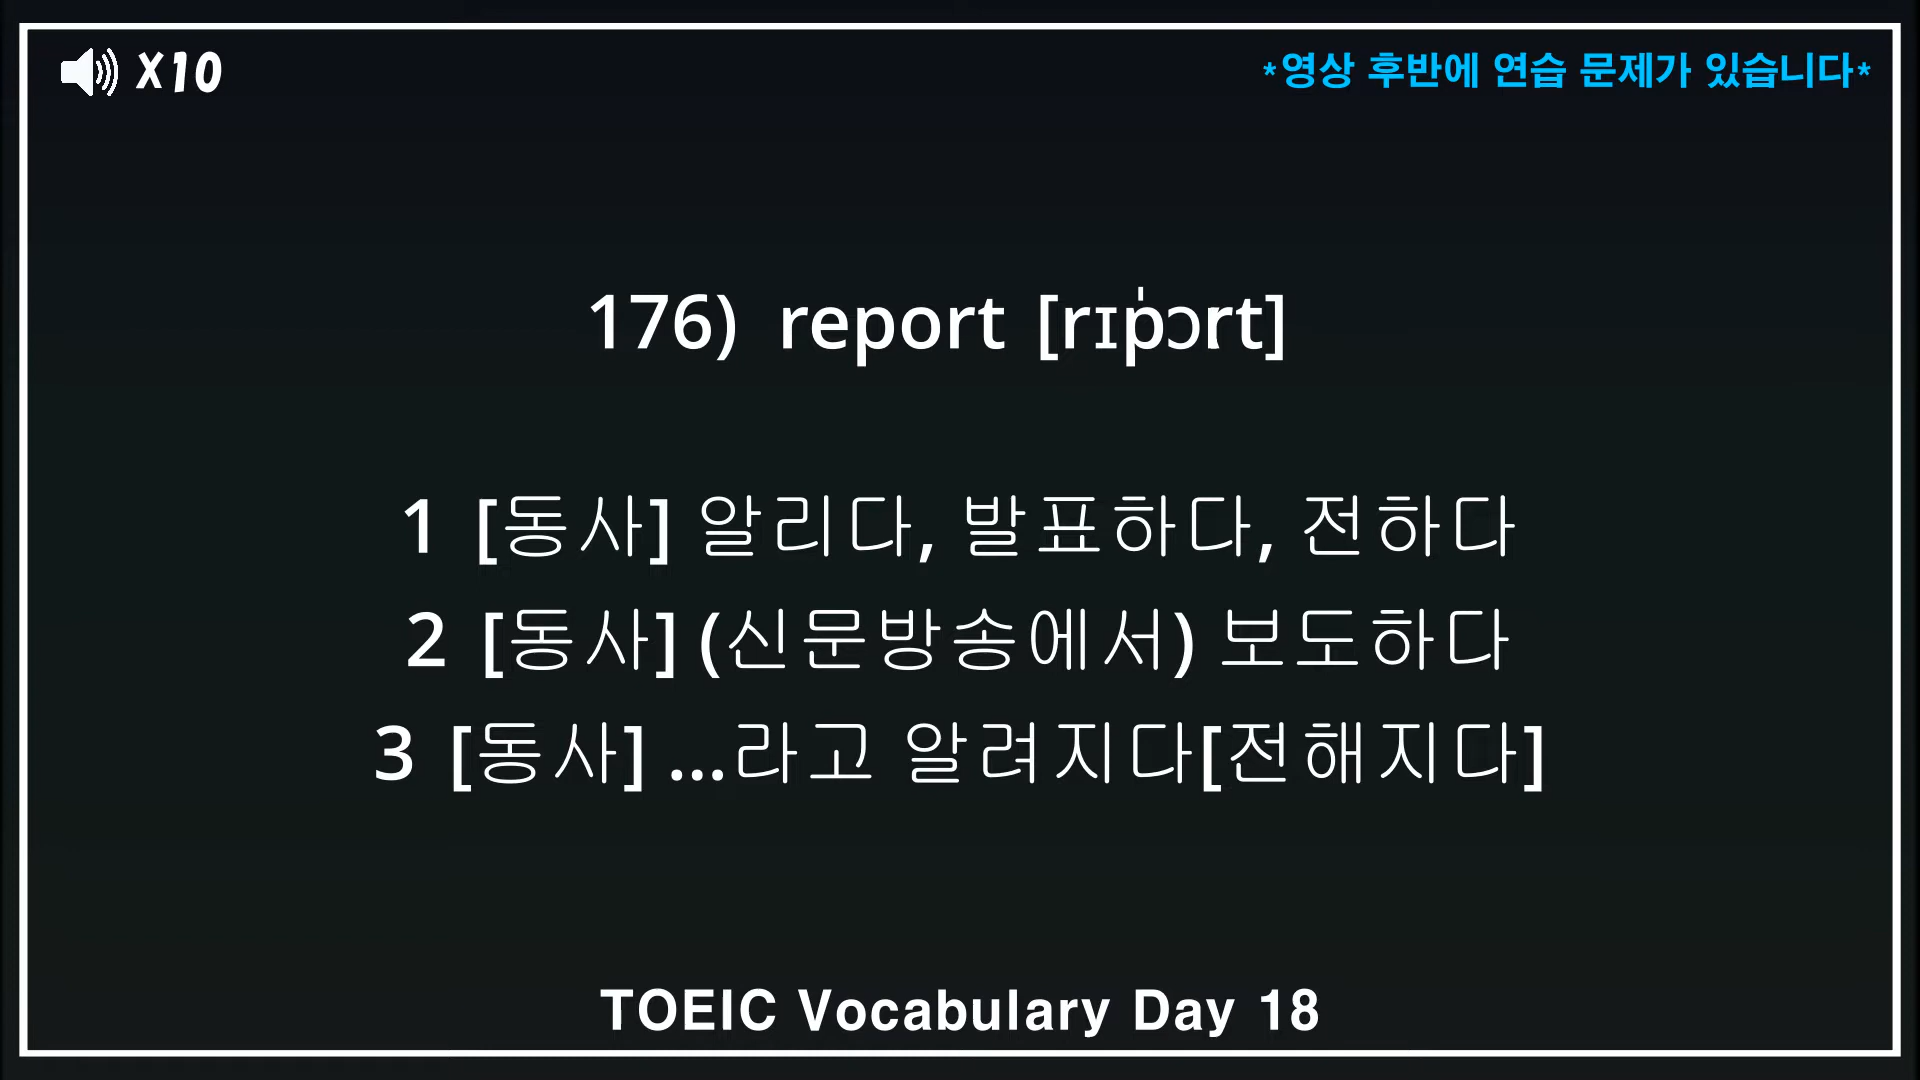 X10
*영상 후반에 연습 문제가 있습니다*
176) report [rɪˈpɔrt]
1 [동사] 알리다, 발표하다, 전하다
2 [동사] (신문방송에서) 보도하다
3 [동사] ...라고 알려지다[전해지다]
TOEIC Vocabulary Day 18